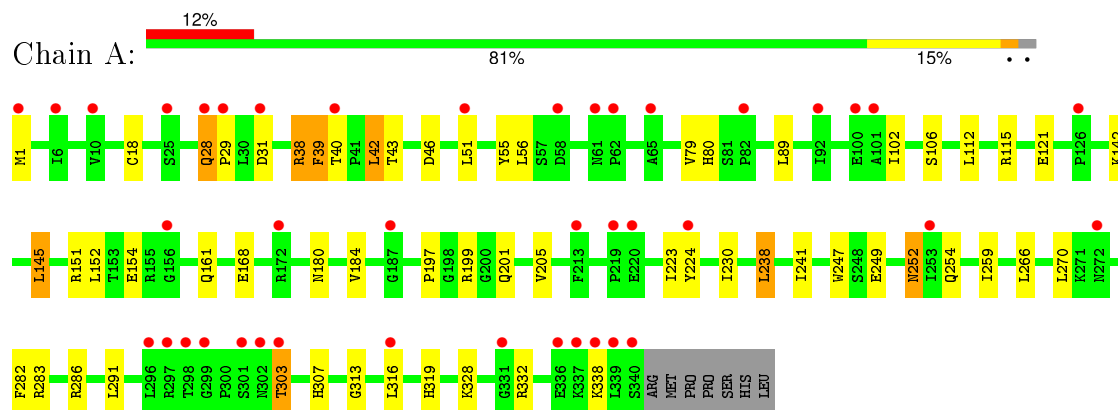 12%
Chain A:
81% 15% • •
M1 I6 V10 C18 S25 Q28 P29 L30 D31 R38 F39 T40 P41 L42 T43 D46 L51 Y55 L56 S57 D58 N61 P62 A65 V79 H80 S81 P82 L89 I92 E100 A101 I102 S106 L112 R115 E121 P126 K142
L145 R151 L152 T153 E154 R155 G156 Q161 E168 R172 N180 V184 G187 P197 G198 R199 G200 Q201 V205 F213 P219 E220 I223 Y224 I230 L238 I241 W247 S248 E249 N252 I253 Q254 I259 L266 L270 K271 N272
F282 R283 R286 L291 L296 R297 T298 G299 P300 S301 N302 T303 H307 G313 L316 H319 K328 G331 R332 E336 K337 K338 L339 S340 ARG MET PRO PRO SER HIS LEU